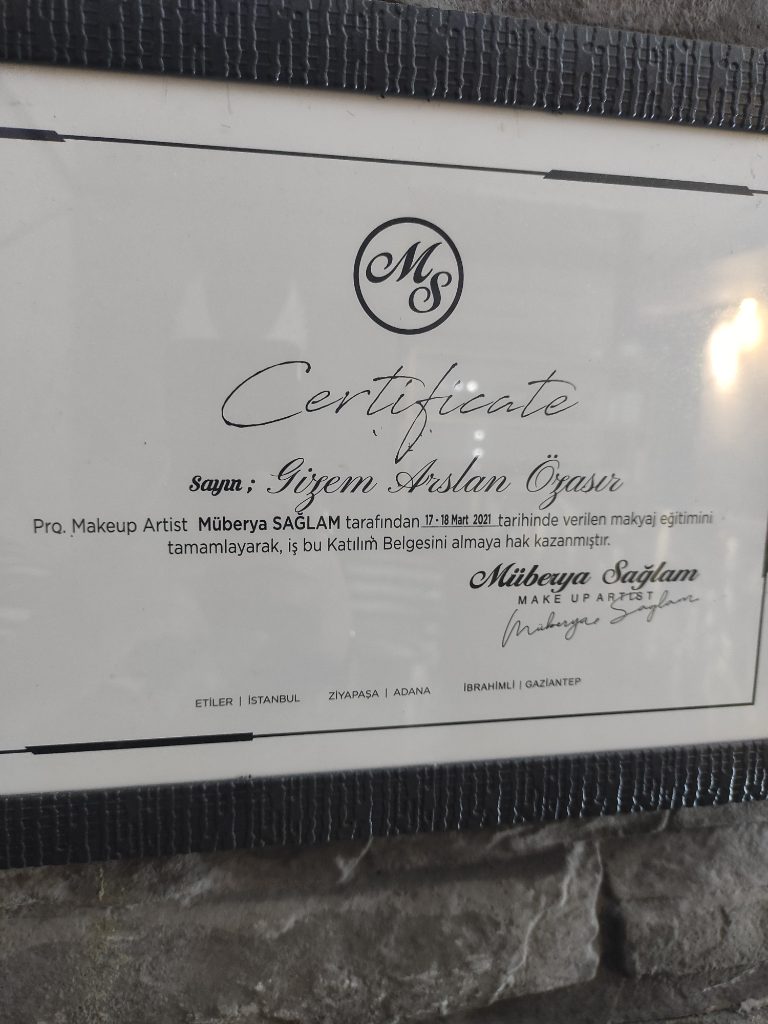 MS
Certificate
Sayın ; Gizem Arslan Özasır
Pro. Makeup Artist Müberya SAĞLAM tarafından 17 - 18 Mart 2021 tarihinde verilen makyaj eğitimini
tamamlayarak, iş bu Katılım Belgesini almaya hak kazanmıştır.
Müberya Sağlam
MAKE UP ARTIST
Müberya Sağlam
ETİLER | İSTANBUL ZİYAPAŞA | ADANA İBRAHİMLİ | GAZİANTEP